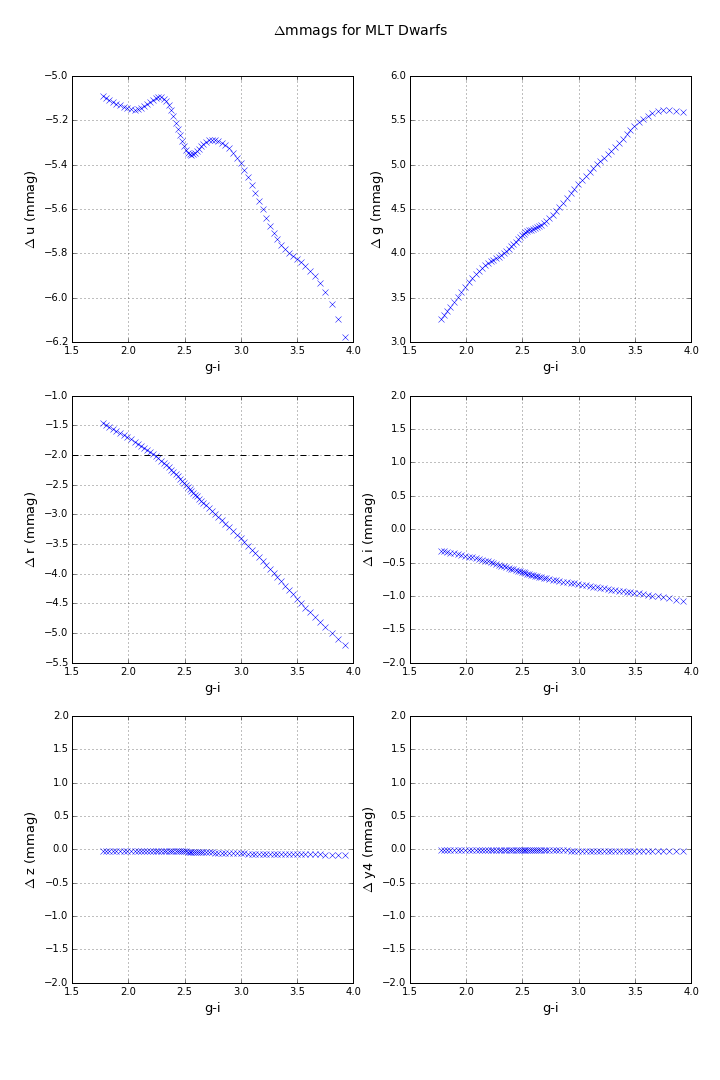 Δmmags for MLT Dwarfs
−5.0
−5.2
−5.4
−5.6
−5.8
−6.0
−6.2
Δ u (mmag)
1.5 2.0 2.5 3.0 3.5 4.0
g-i
6.0
5.5
5.0
4.5
4.0
3.5
3.0
Δ g (mmag)
1.5 2.0 2.5 3.0 3.5 4.0
g-i
−1.0
−1.5
−2.0
−2.5
−3.0
−3.5
−4.0
−4.5
−5.0
−5.5
Δ r (mmag)
1.5 2.0 2.5 3.0 3.5 4.0
g-i
2.0
1.5
1.0
0.5
0.0
−0.5
−1.0
−1.5
−2.0
Δ i (mmag)
1.5 2.0 2.5 3.0 3.5 4.0
g-i
2.0
1.5
1.0
0.5
0.0
−0.5
−1.0
−1.5
−2.0
Δ z (mmag)
1.5 2.0 2.5 3.0 3.5 4.0
g-i
2.0
1.5
1.0
0.5
0.0
−0.5
−1.0
−1.5
−2.0
Δ y4 (mmag)
1.5 2.0 2.5 3.0 3.5 4.0
g-i